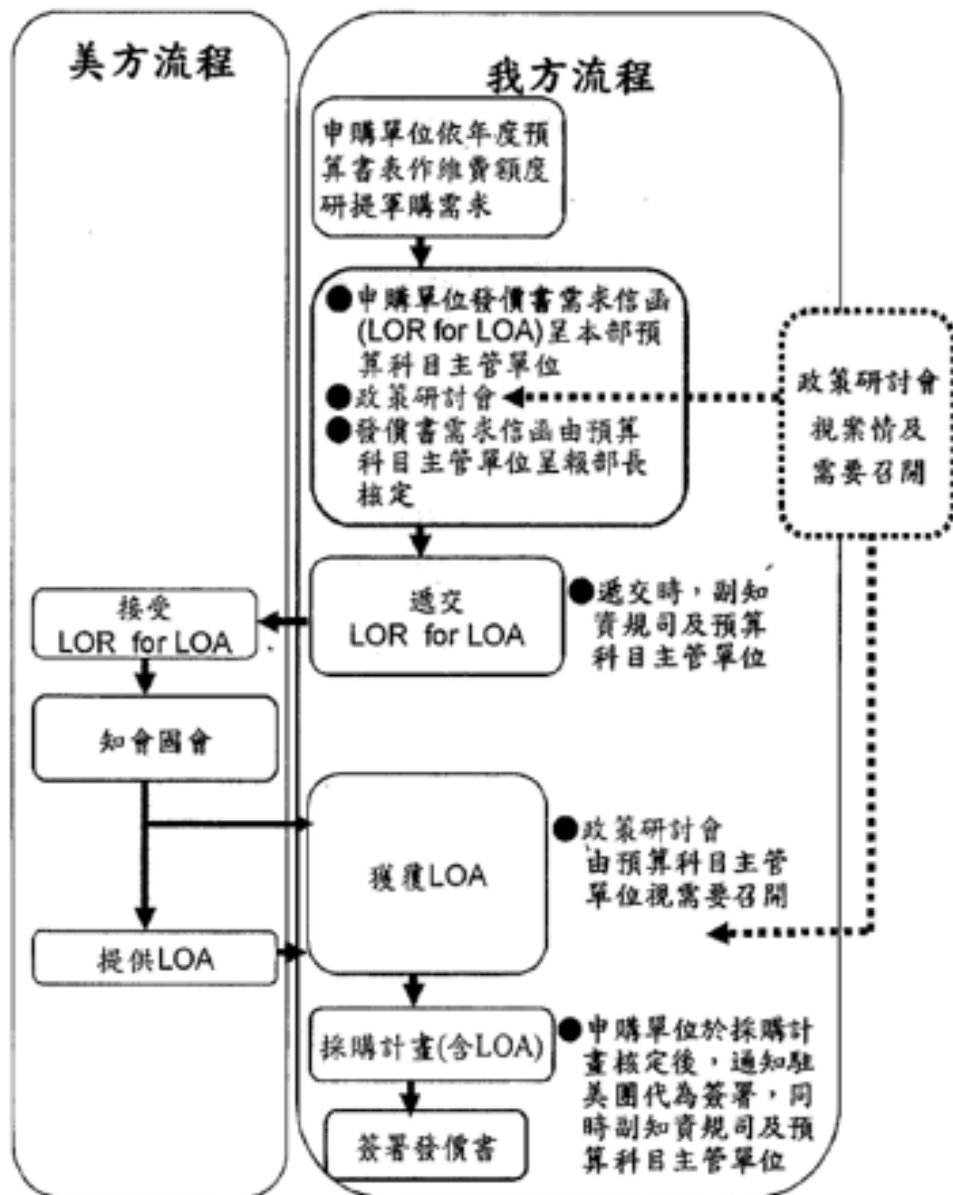 美方流程
我方流程
申購單位依年度預
算書表作維費額度
研提軍購需求
●申購單位發價書需求信函
(LOR for LOA)呈本部預
算科目主管單位
●政策研討會
●發價書需求信函由預算
科目主管單位呈報部長
核定
政策研討會
視案情及
需要召開
接受
LOR for LOA
遞交
LOR for LOA
●遞交時，副知
資規司及預算
科目主管單位
知會國會
獲獲LOA
●政策研討會
由預算科目主管
單位視需要召開
提供LOA
採購計畫(含LOA)
●申購單位於採購計
畫核定後，通知駐
美團代為簽署，同
時副知資規司及預
算科目主管單位
簽署發價書